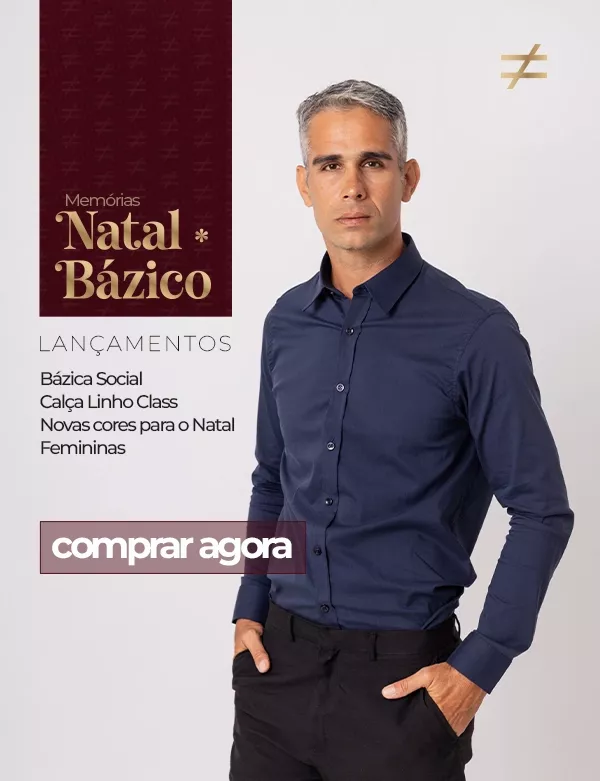 Memórias
Natal *
Bázico
LANÇAMENTOS
Bázica Social
Calça Linho Class
Novas cores para o Natal
Femininas
comprar agora